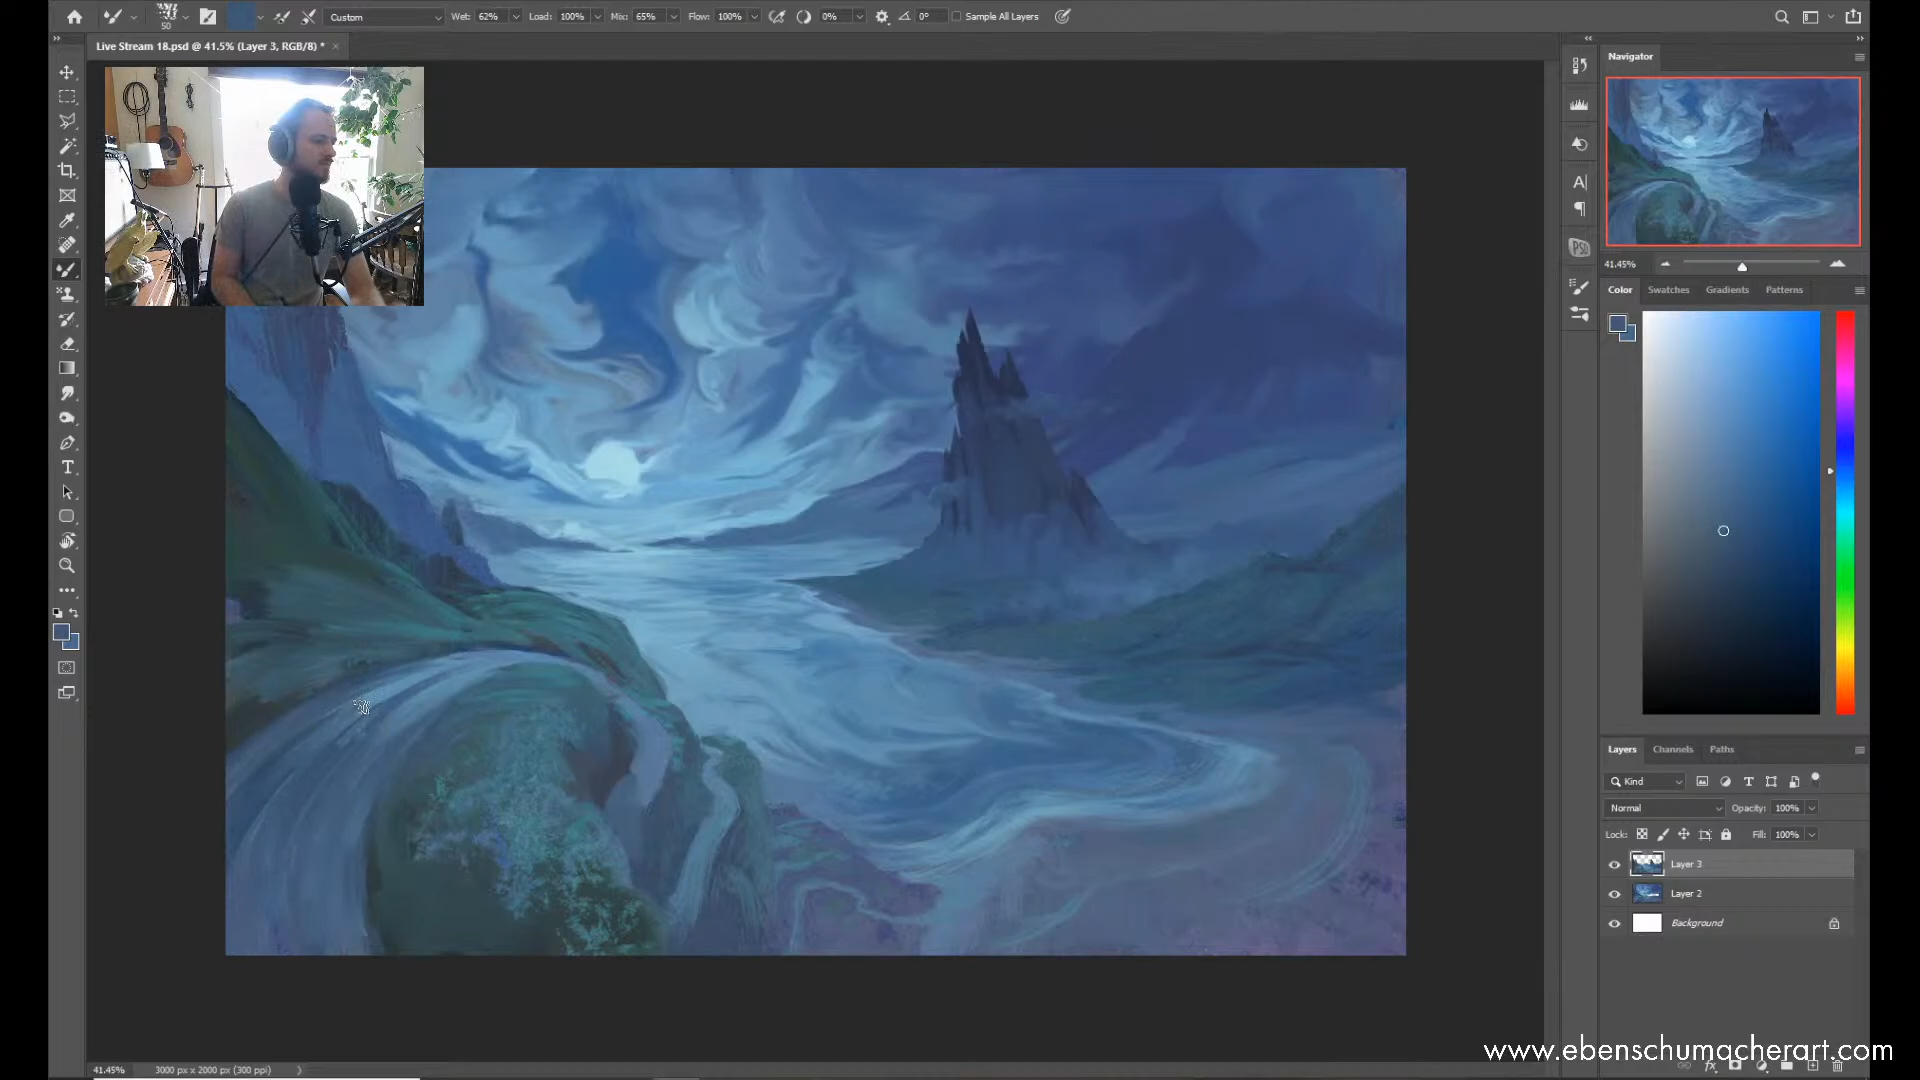 50
Custom
Wet: 62%
Load: 100%
Mix: 65%
Flow: 100%
0%
0°
Sample All Layers
Live Stream 18.psd @ 41.5% (Layer 3, RGB/8) *
Navigator
41.45%
Color
Swatches
Gradients
Patterns
Layers
Channels
Paths
Kind
Normal
Opacity: 100%
Lock:
Fill: 100%
Layer 3
Layer 2
Background
www.ebenschumacherart.com
41.45%
3000 px x 2000 px (300 ppi)